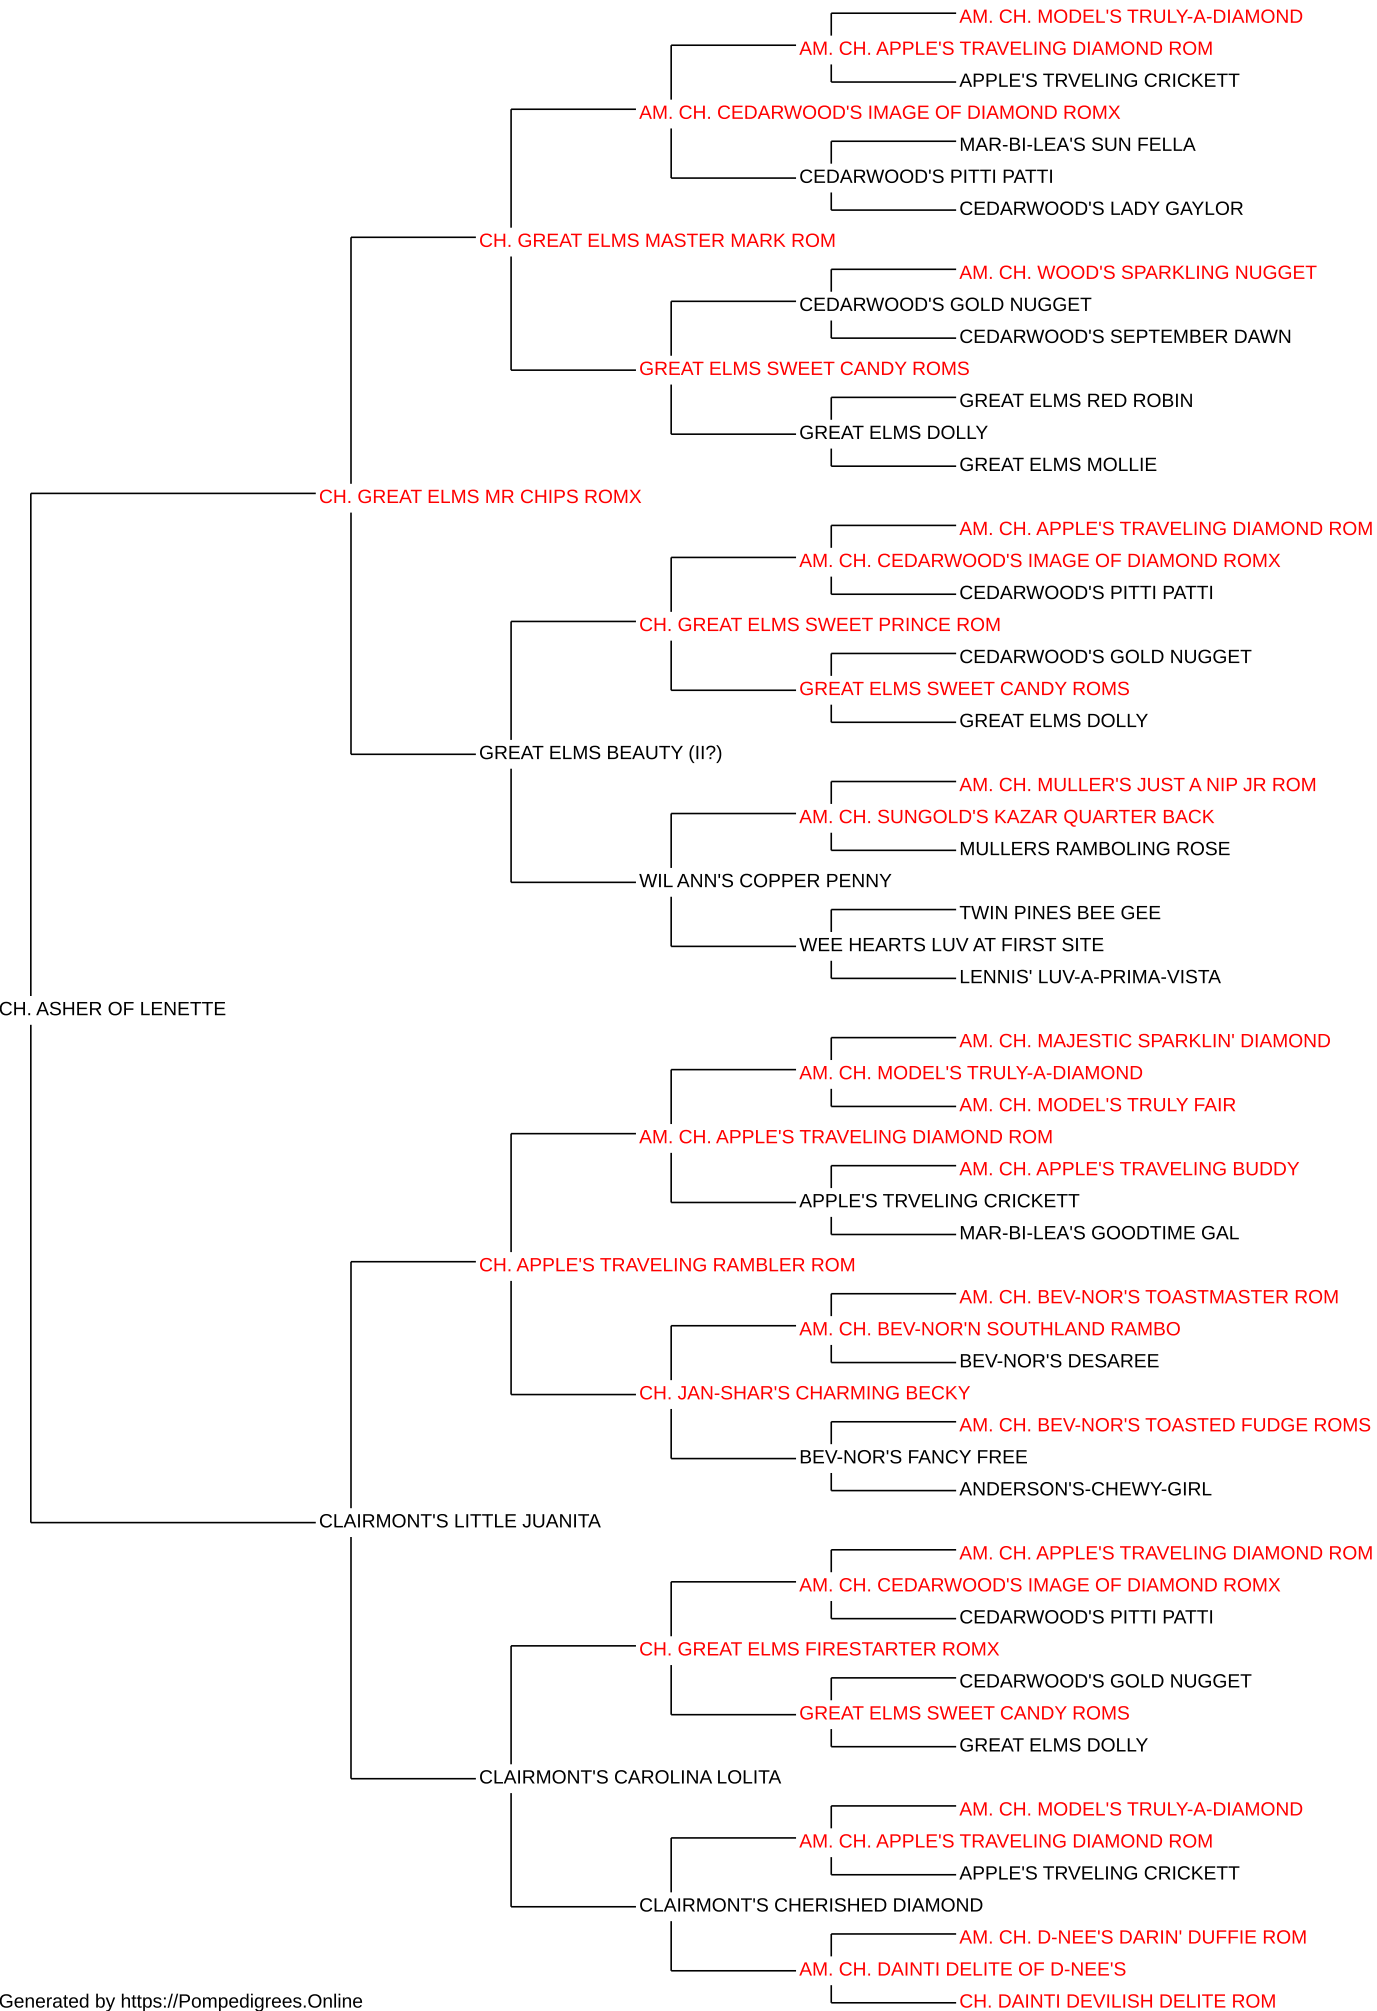 AM. CH. MODEL'S TRULY-A-DIAMOND
AM. CH. APPLE'S TRAVELING DIAMOND ROM
APPLE'S TRVELING CRICKETT
AM. CH. CEDARWOOD'S IMAGE OF DIAMOND ROMX
MAR-BI-LEA'S SUN FELLA
CEDARWOOD'S PITTI PATTI
CEDARWOOD'S LADY GAYLOR
CH. GREAT ELMS MASTER MARK ROM
AM. CH. WOOD'S SPARKLING NUGGET
CEDARWOOD'S GOLD NUGGET
CEDARWOOD'S SEPTEMBER DAWN
GREAT ELMS SWEET CANDY ROMS
GREAT ELMS RED ROBIN
GREAT ELMS DOLLY
GREAT ELMS MOLLIE
CH. GREAT ELMS MR CHIPS ROMX
AM. CH. APPLE'S TRAVELING DIAMOND ROM
AM. CH. CEDARWOOD'S IMAGE OF DIAMOND ROMX
CEDARWOOD'S PITTI PATTI
CH. GREAT ELMS SWEET PRINCE ROM
CEDARWOOD'S GOLD NUGGET
GREAT ELMS SWEET CANDY ROMS
GREAT ELMS DOLLY
GREAT ELMS BEAUTY (II?)
AM. CH. MULLER'S JUST A NIP JR ROM
AM. CH. SUNGOLD'S KAZAR QUARTER BACK
MULLERS RAMBOLING ROSE
WIL ANN'S COPPER PENNY
TWIN PINES BEE GEE
WEE HEARTS LUV AT FIRST SITE
LENNIS' LUV-A-PRIMA-VISTA
CH. ASHER OF LENETTE
AM. CH. MAJESTIC SPARKLIN' DIAMOND
AM. CH. MODEL'S TRULY-A-DIAMOND
AM. CH. MODEL'S TRULY FAIR
AM. CH. APPLE'S TRAVELING DIAMOND ROM
AM. CH. APPLE'S TRAVELING BUDDY
APPLE'S TRVELING CRICKETT
MAR-BI-LEA'S GOODTIME GAL
CH. APPLE'S TRAVELING RAMBLER ROM
AM. CH. BEV-NOR'S TOASTMASTER ROM
AM. CH. BEV-NOR'N SOUTHLAND RAMBO
BEV-NOR'S DESAREE
CH. JAN-SHAR'S CHARMING BECKY
AM. CH. BEV-NOR'S TOASTED FUDGE ROMS
BEV-NOR'S FANCY FREE
ANDERSON'S-CHEWY-GIRL
CLAIRMONT'S LITTLE JUANITA
AM. CH. APPLE'S TRAVELING DIAMOND ROM
AM. CH. CEDARWOOD'S IMAGE OF DIAMOND ROMX
CEDARWOOD'S PITTI PATTI
CH. GREAT ELMS FIRESTARTER ROMX
CEDARWOOD'S GOLD NUGGET
GREAT ELMS SWEET CANDY ROMS
GREAT ELMS DOLLY
CLAIRMONT'S CAROLINA LOLITA
AM. CH. MODEL'S TRULY-A-DIAMOND
AM. CH. APPLE'S TRAVELING DIAMOND ROM
APPLE'S TRVELING CRICKETT
CLAIRMONT'S CHERISHED DIAMOND
AM. CH. D-NEE'S DARIN' DUFFIE ROM
AM. CH. DAINTI DELITE OF D-NEE'S
CH. DAINTI DEVILISH DELITE ROM
Generated by https://Pompedigrees.Online